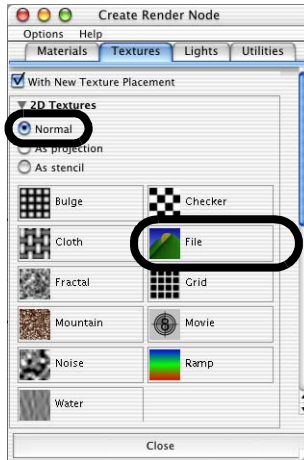 Create Render Node
Options Help
Materials Textures Lights Utilities
With New Texture Placement
2D Textures
Normal
As projection
As stencil
Bulge Checker
Cloth File
Fractal Grid
Mountain Movie
Noise Ramp
Water
Close